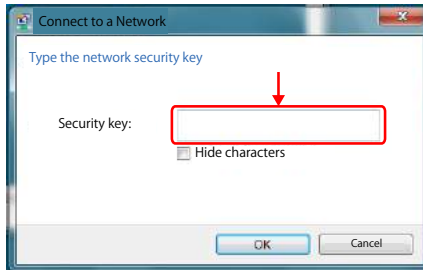 Connect to a Network
Type the network security key
Security key:
Hide characters
OK
Cancel